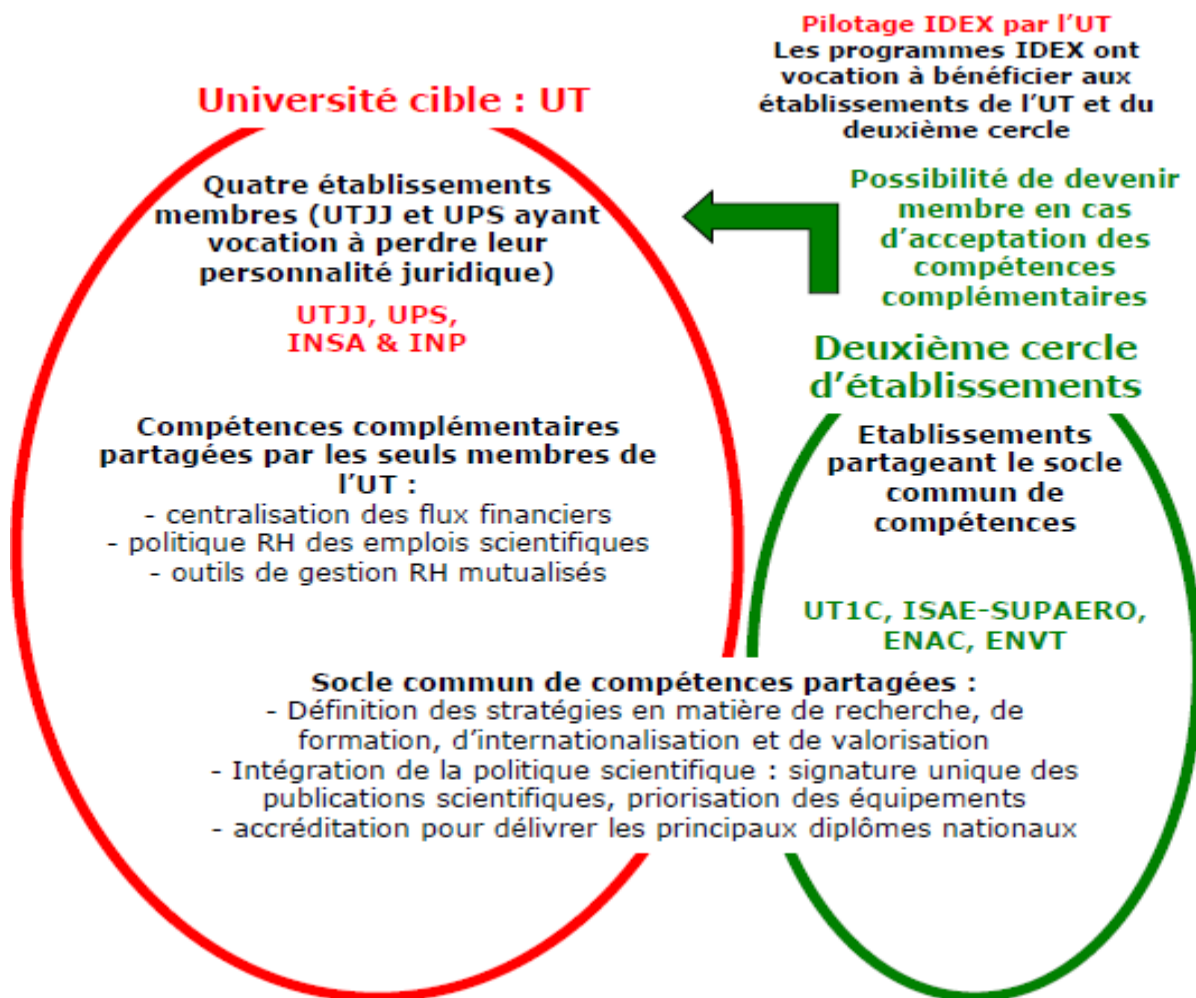 Pilotage IDEX par l'UT
Les programmes IDEX ont
vocation à bénéficier aux
établissements de l'UT et du
deuxième cercle
Université cible : UT
Quatre établissements
membres (UTJJ et UPS ayant
vocation à perdre leur
personnalité juridique)
UTJJ, UPS,
INSA & INP
Possibilité de devenir
membre en cas
d'acceptation des
compétences
complémentaires
Deuxième cercle
d'établissements
Compétences complémentaires
partagées par les seuls membres de
l'UT :
- centralisation des flux financiers
- politique RH des emplois scientifiques
- outils de gestion RH mutualisés
Etablissements
partageant le socle
commun de
compétences
UT1C, ISAE-SUPAERO,
ENAC, ENVT
Socle commun de compétences partagées :
- Définition des stratégies en matière de recherche, de
formation, d'internationalisation et de valorisation
- Intégration de la politique scientifique : signature unique des
publications scientifiques, priorisation des équipements
- accréditation pour délivrer les principaux diplômes nationaux